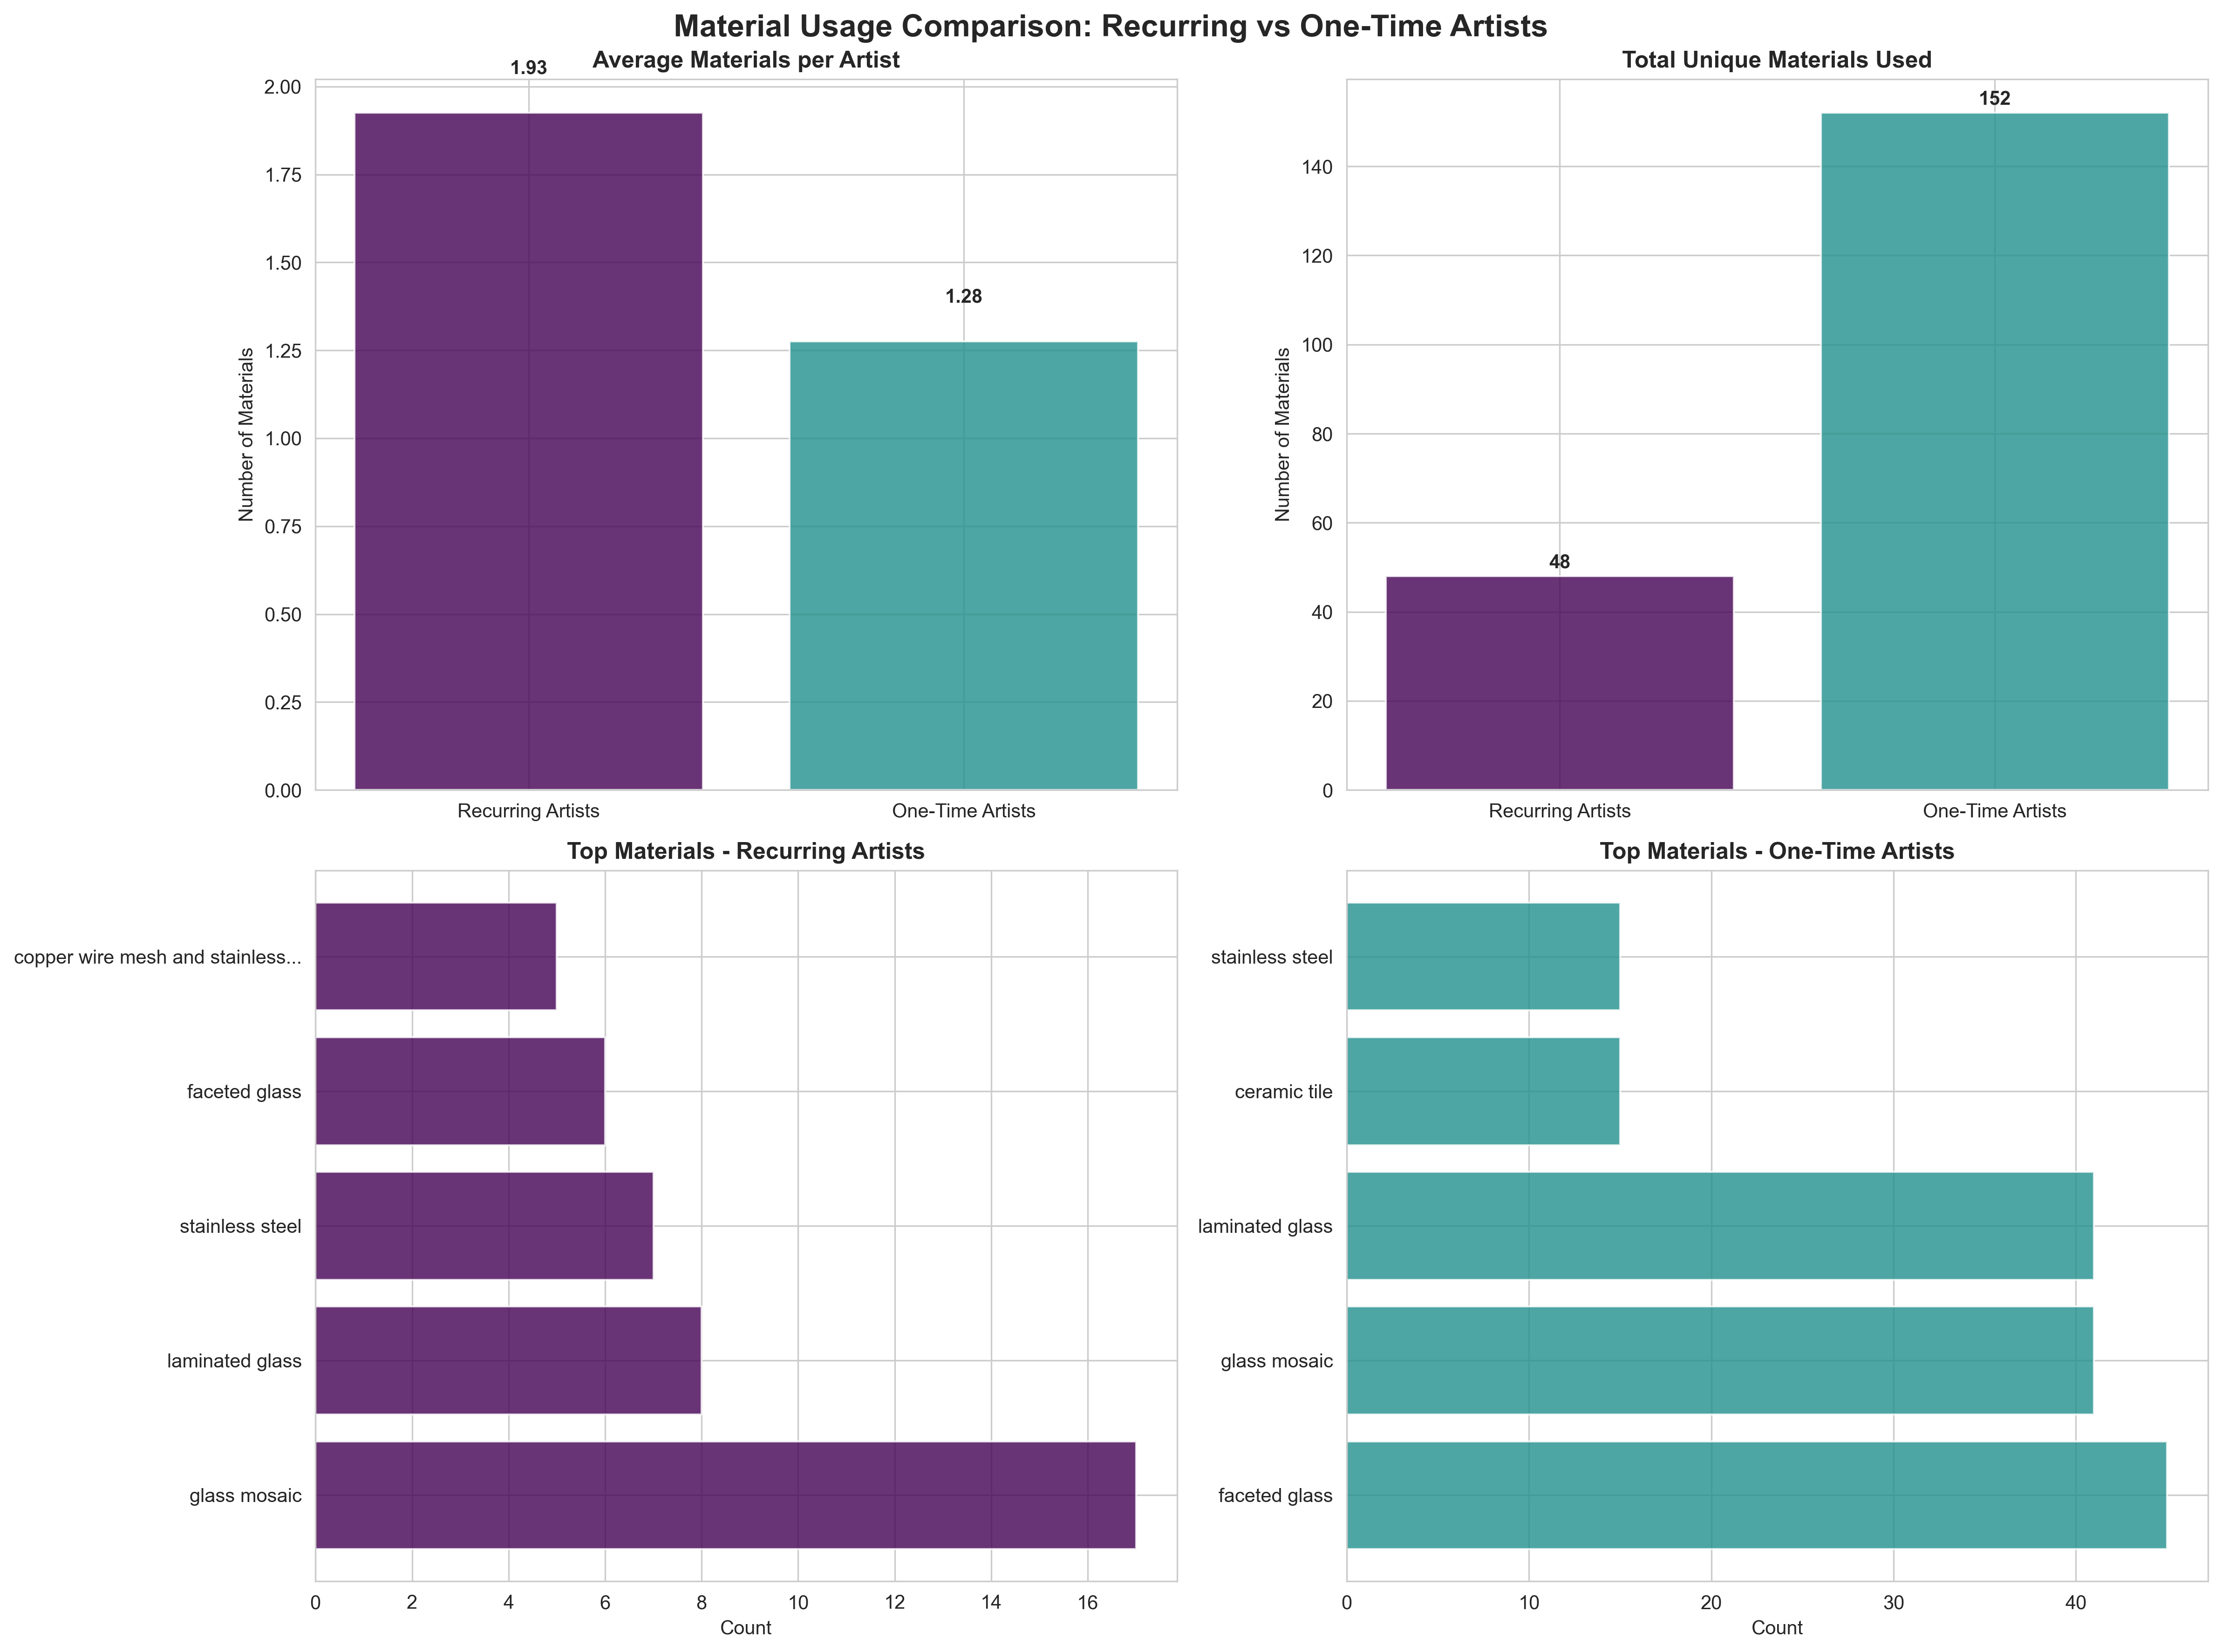 Material Usage Comparison: Recurring vs One-Time Artists
Average Materials per Artist
1.93
1.28
2.00
1.75
1.50
1.25
1.00
0.75
0.50
0.25
0.00
Number of Materials
Recurring Artists
One-Time Artists
Total Unique Materials Used
152
48
140
120
100
80
60
40
20
0
Number of Materials
Recurring Artists
One-Time Artists
Top Materials - Recurring Artists
copper wire mesh and stainless...
faceted glass
stainless steel
laminated glass
glass mosaic
0 2 4 6 8 10 12 14 16
Count
Top Materials - One-Time Artists
stainless steel
ceramic tile
laminated glass
glass mosaic
faceted glass
0 10 20 30 40
Count